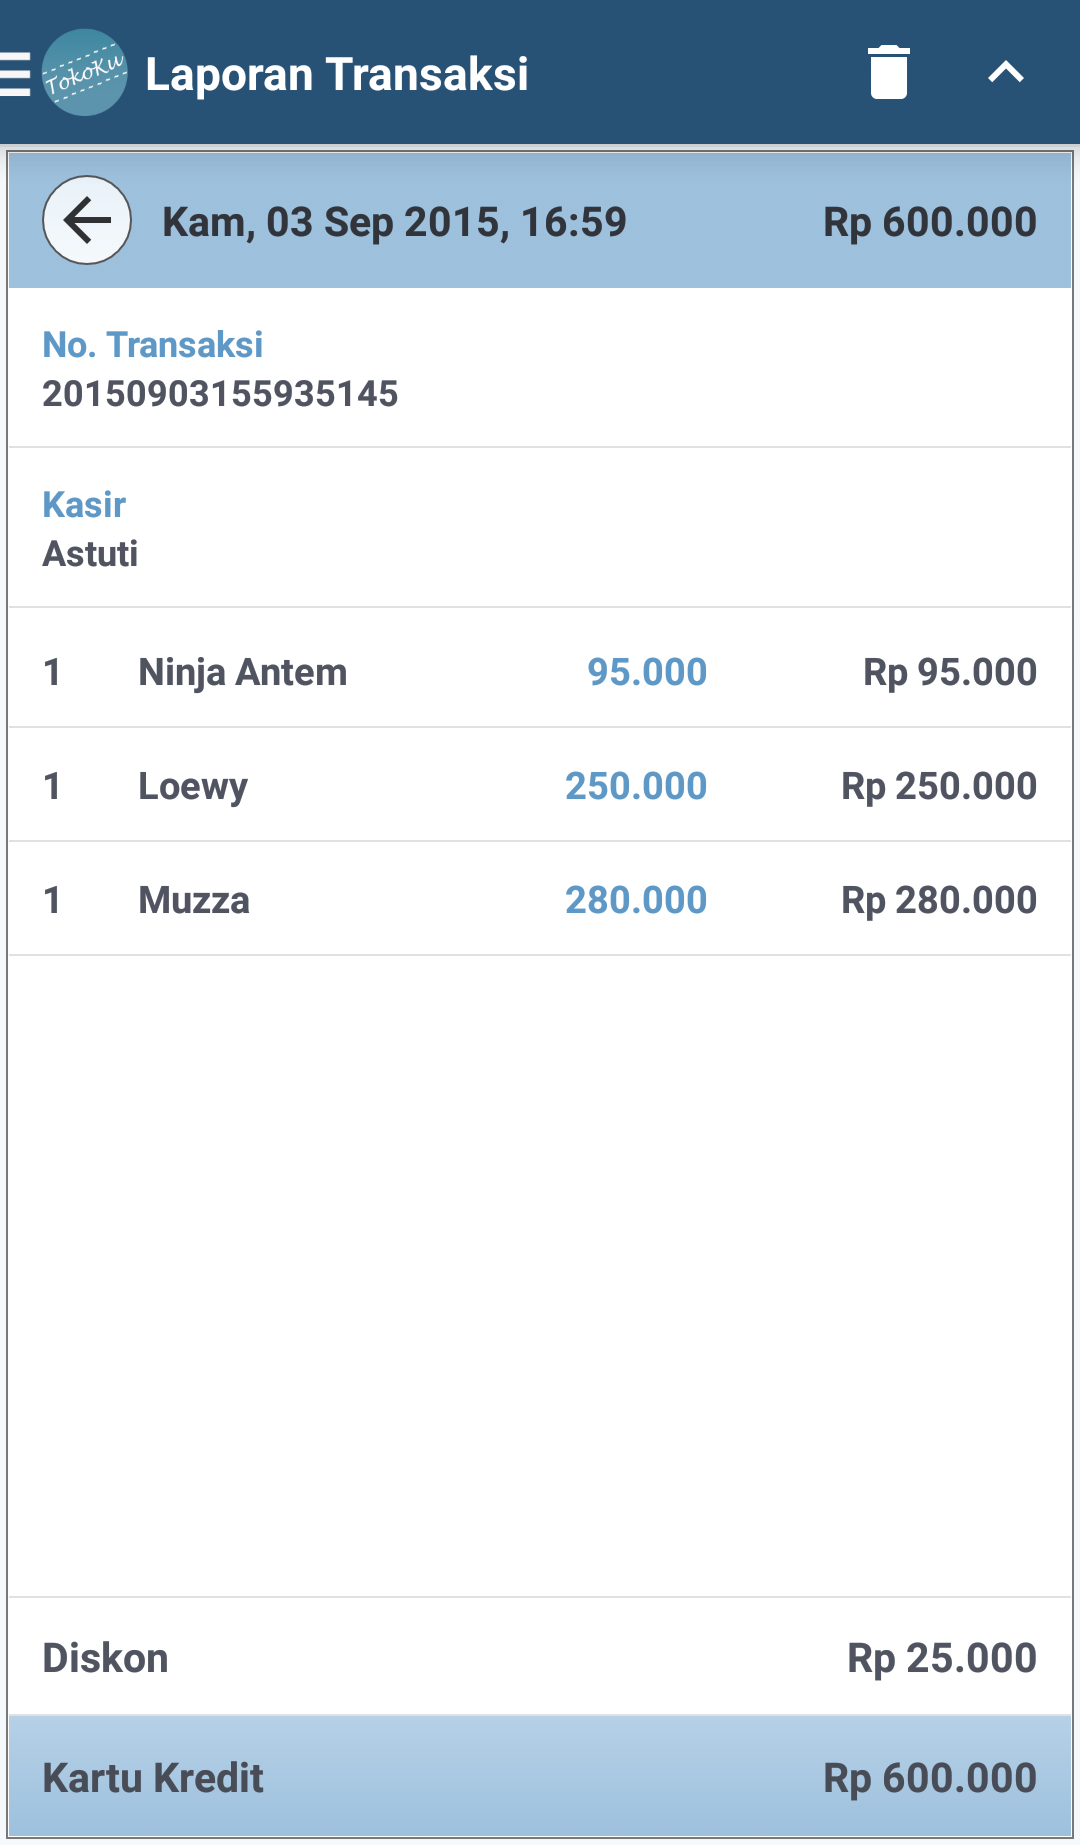 TokoKu
Laporan Transaksi
Kam, 03 Sep 2015, 16:59 Rp 600.000
No. Transaksi
20150903155935145
Kasir
Astuti
1 Ninja Antem 95.000 Rp 95.000
1 Loewy 250.000 Rp 250.000
1 Muzza 280.000 Rp 280.000
Diskon Rp 25.000
Kartu Kredit Rp 600.000